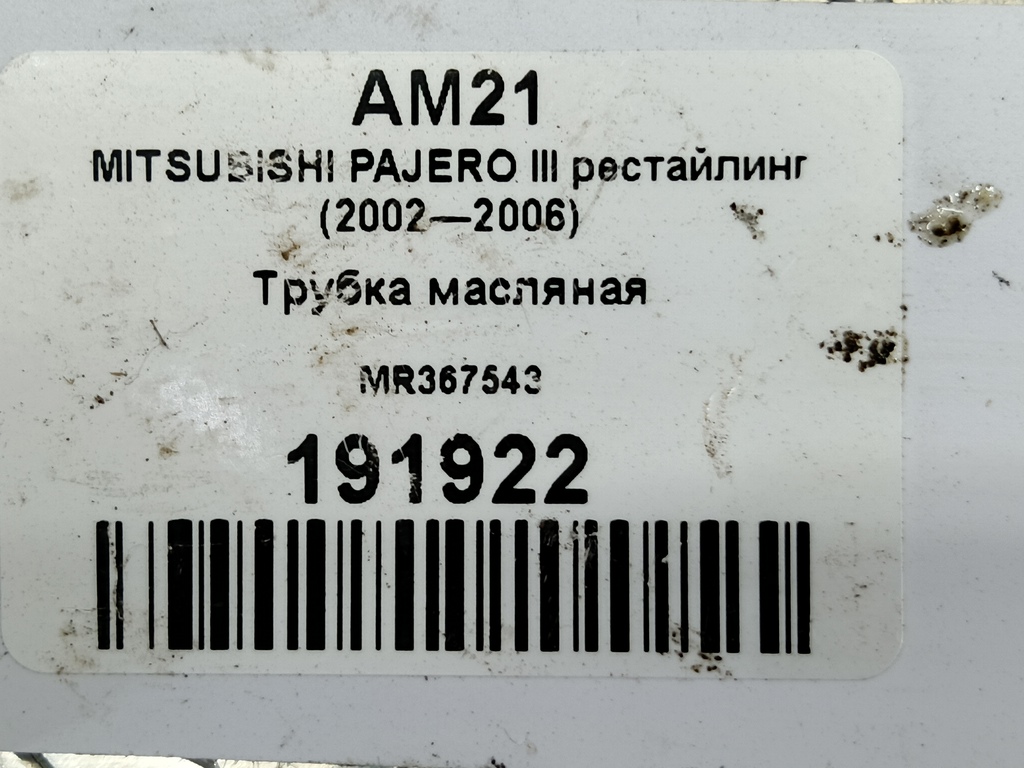 AM21
MITSUBISHI PAJERO III рестайлинг
(2002—2006)
Трубка масляная
MR367543
191922